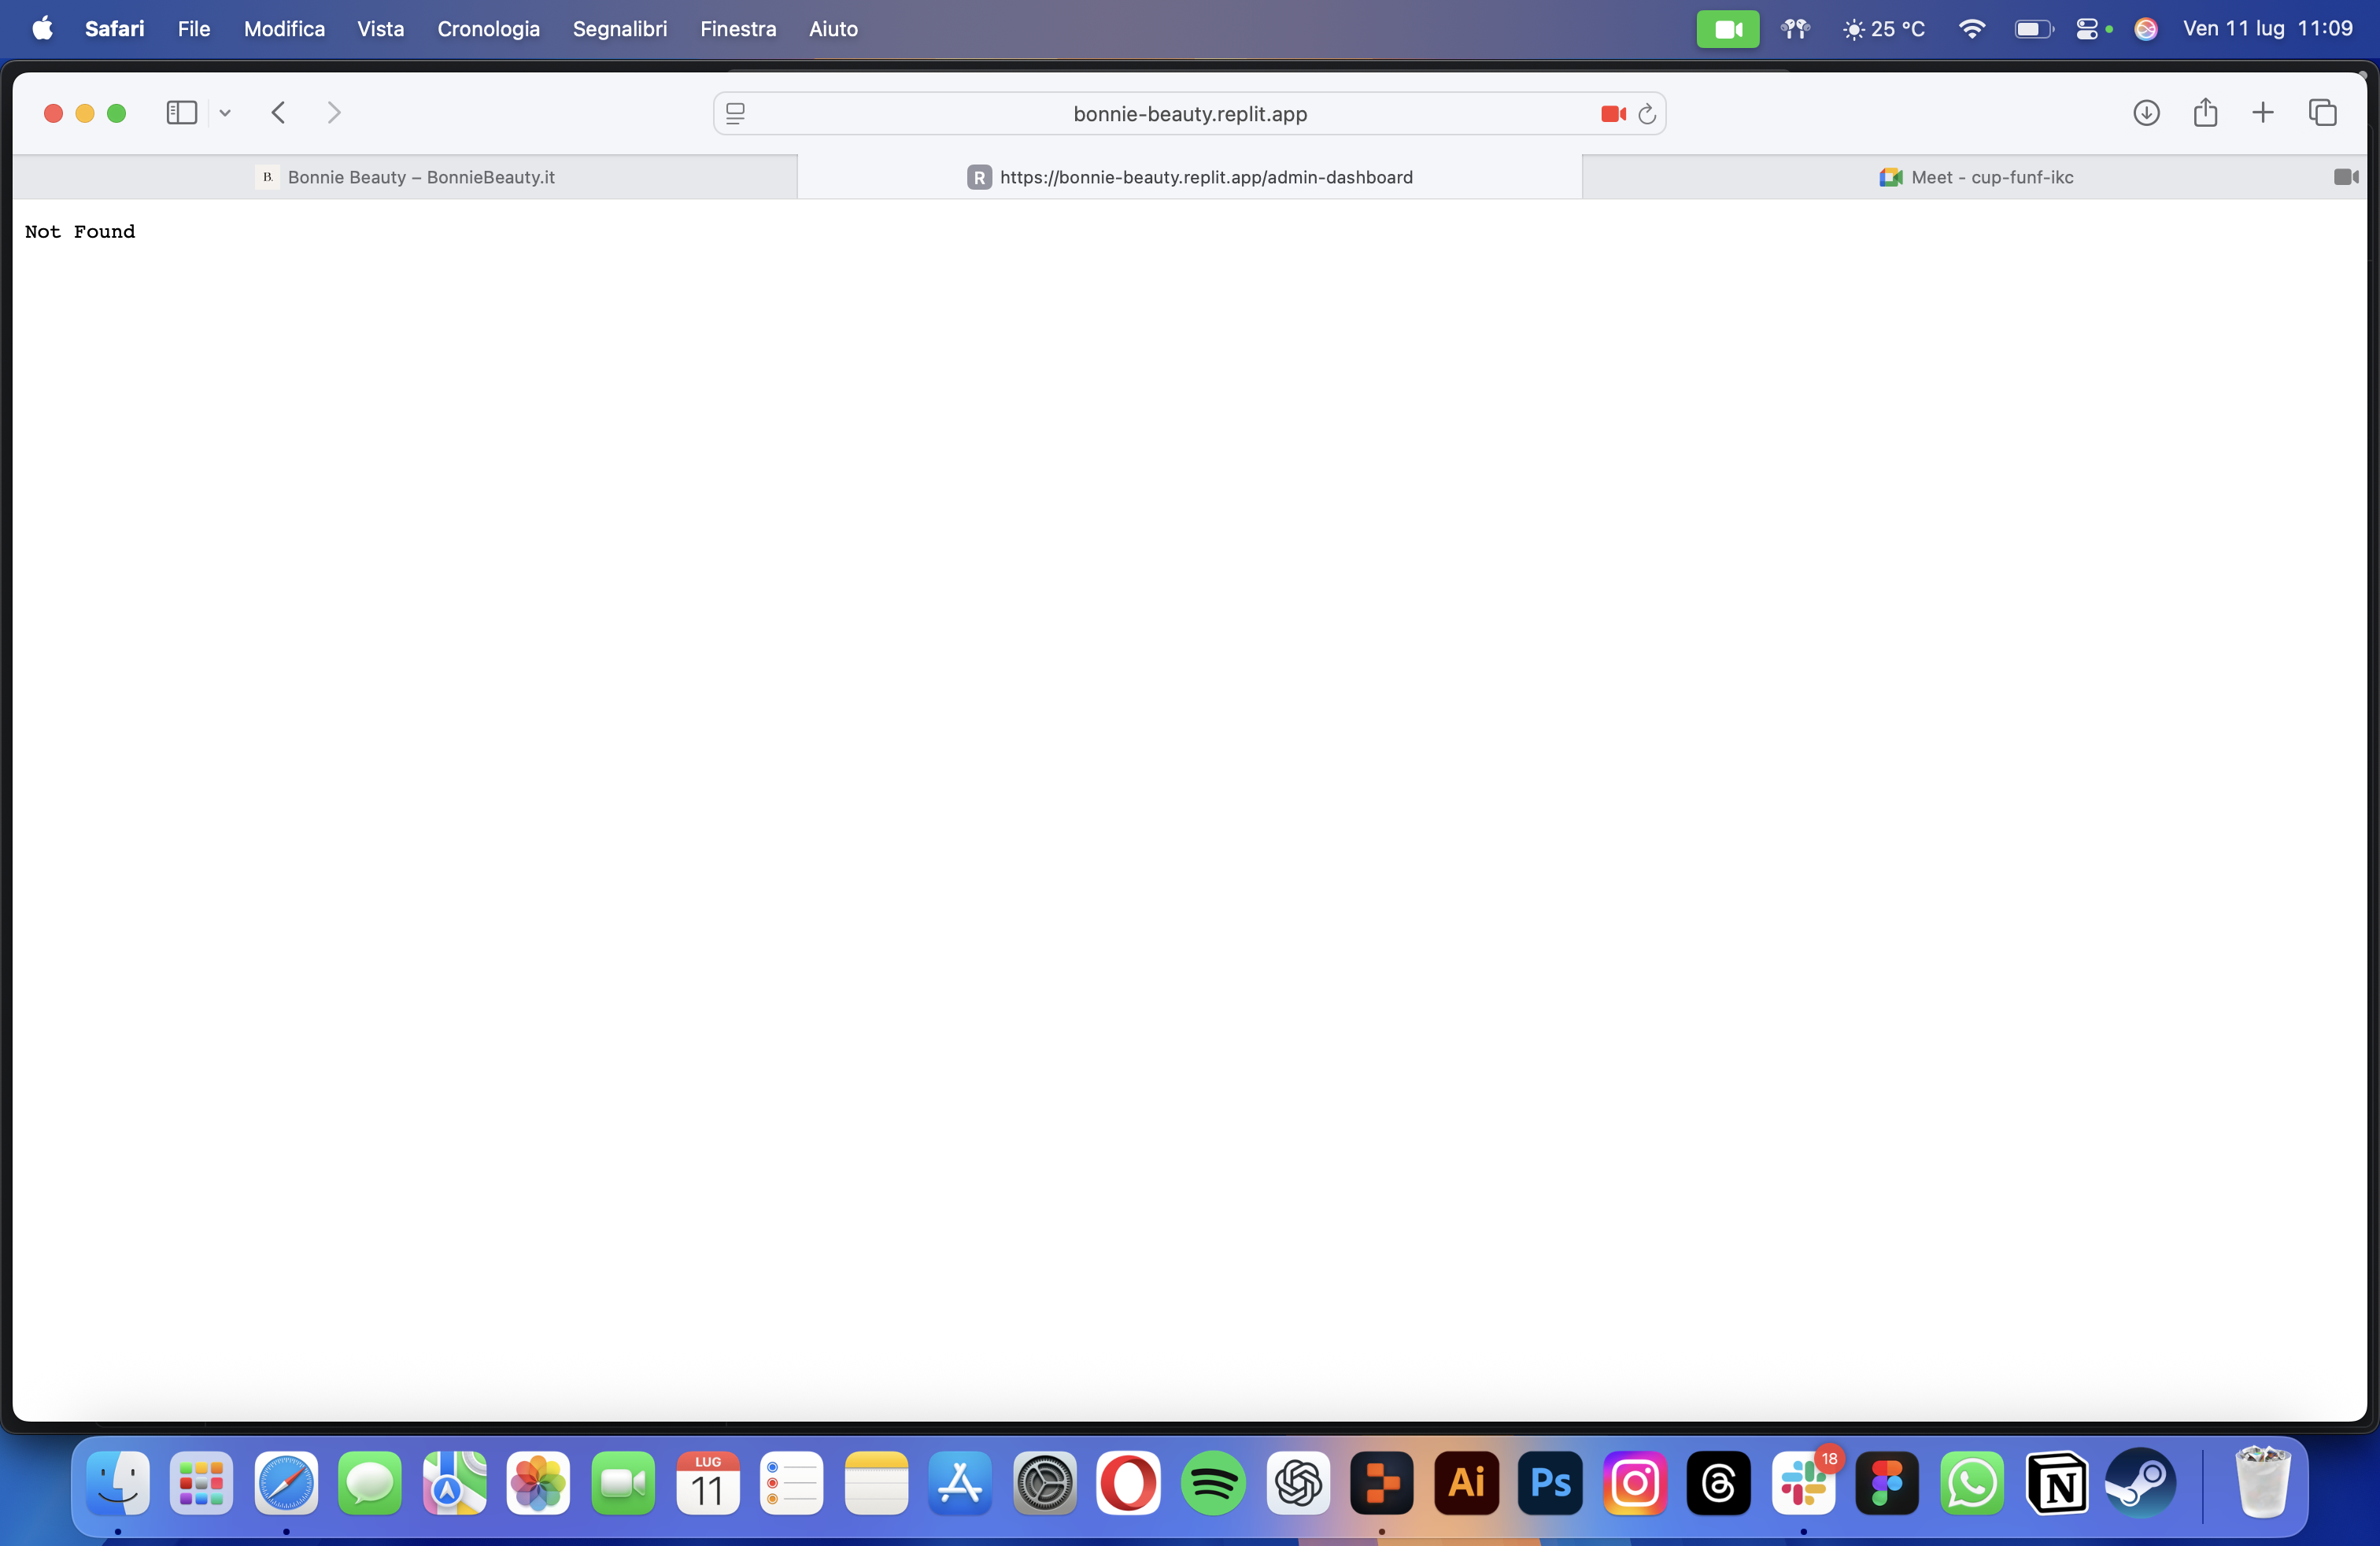 Safari File Modifica Vista Cronologia Segnalibri Finestra Aiuto 25 °C Ven 11 lug 11:09
bonnie-beauty.replit.app
B. Bonnie Beauty – BonnieBeauty.it R https://bonnie-beauty.replit.app/admin-dashboard Meet - cup-funf-ikc
Not Found
LUG
11
Ai
Ps
18
N